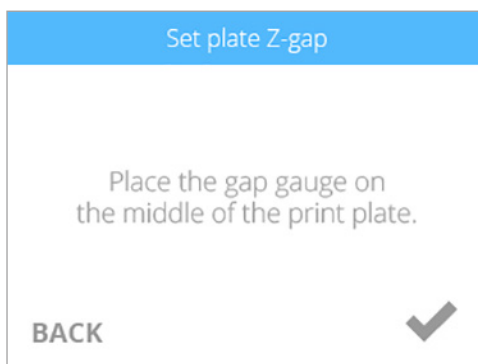 Set plate Z-gap
Place the gap gauge on
the middle of the print plate.
BACK